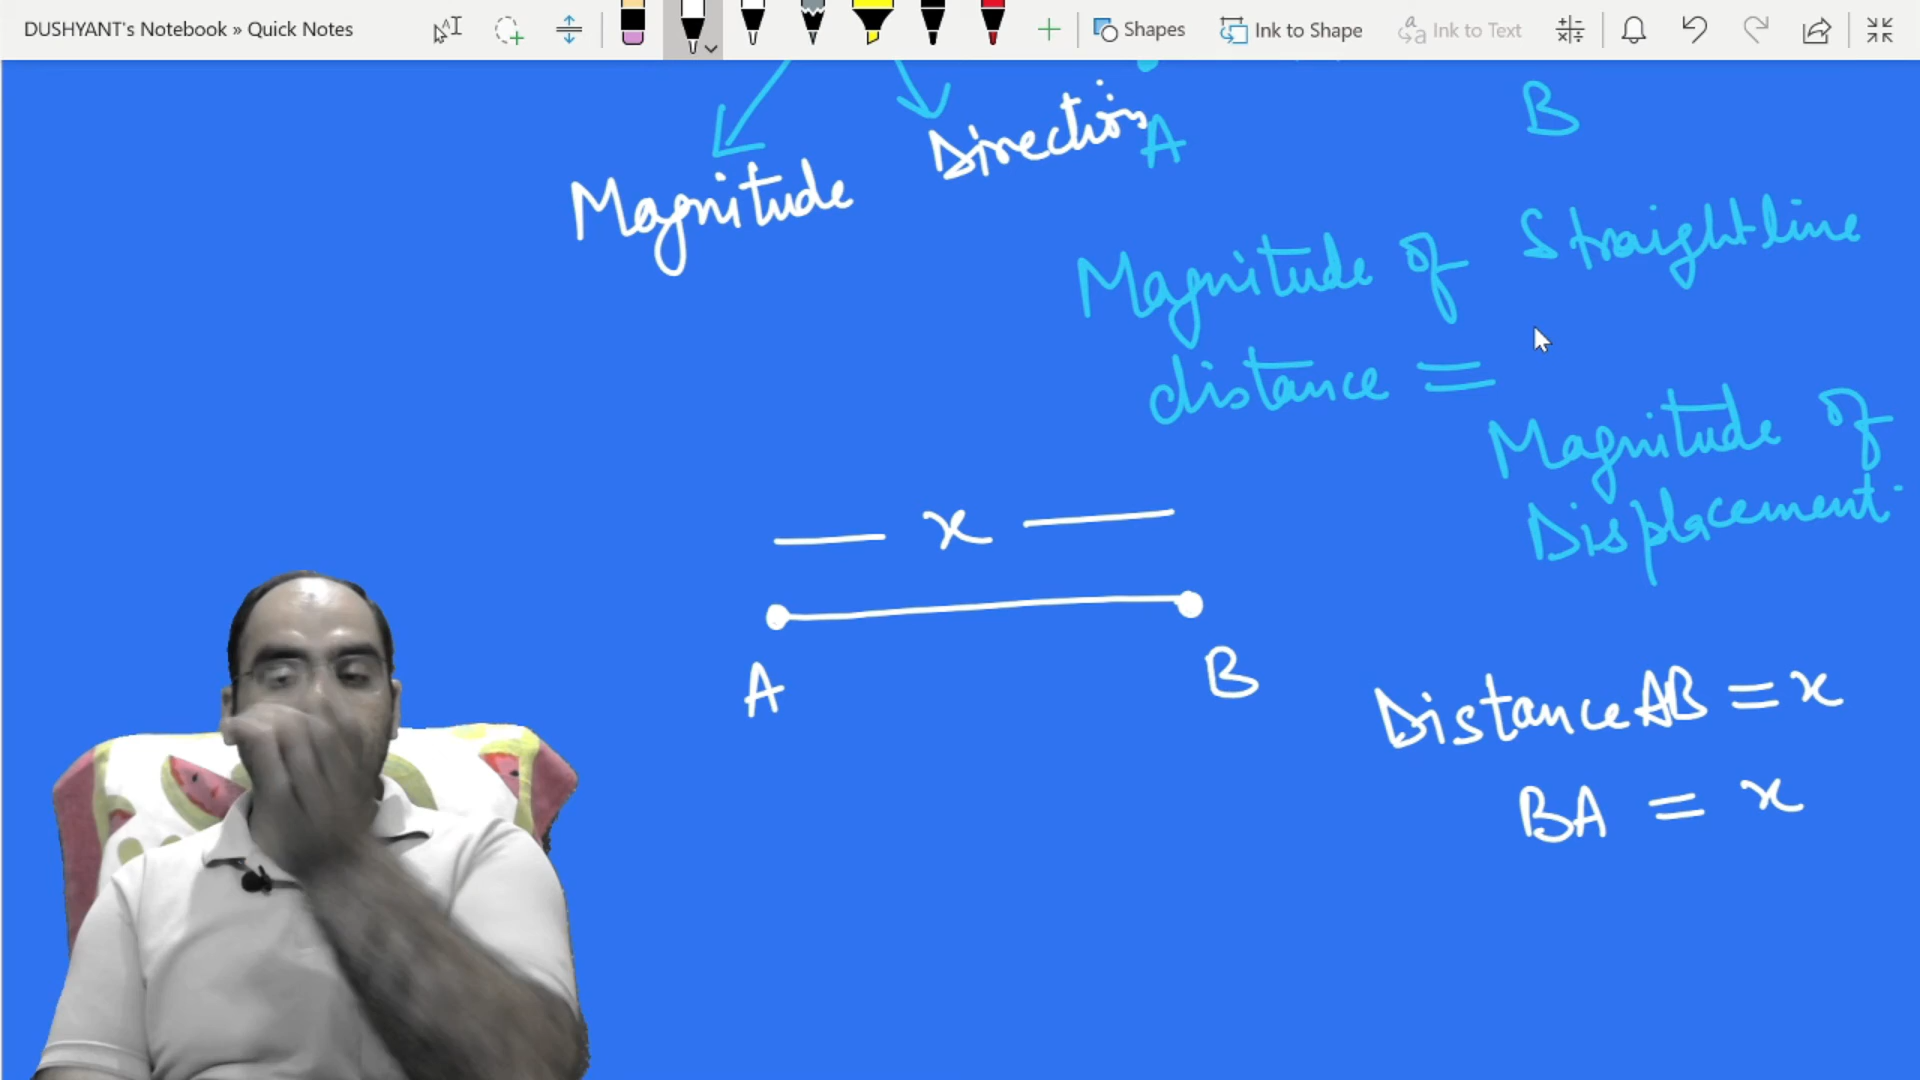 DUSHYANT's Notebook » Quick Notes
Shapes
Ink to Shape
Ink to Text
B
Direction
A
Magnitude
Magnitude of Straightline
distance =
Magnitude of
Displacement
x
A B
Distance AB = x
BA = x